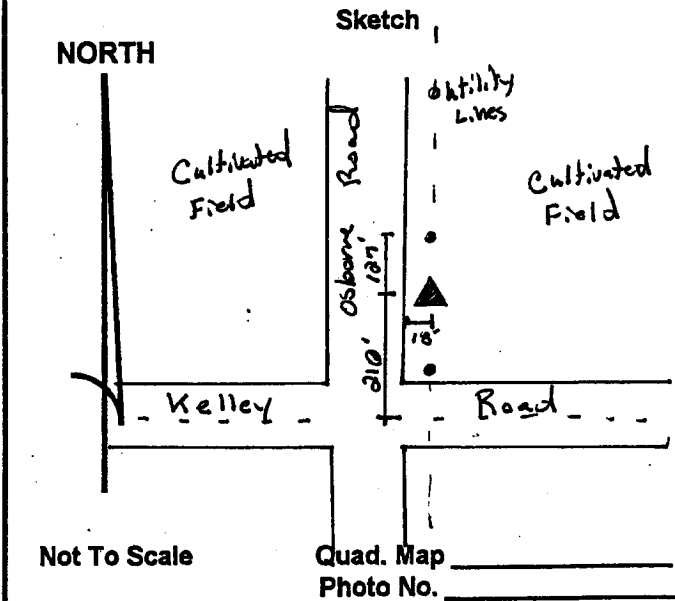 Sketch
NORTH
Utility
Lines
Cultivated
Field
Osborne Road
Cultivated
Field
127'
18'
210'
Kelley Road
Not To Scale
Quad. Map
Photo No.